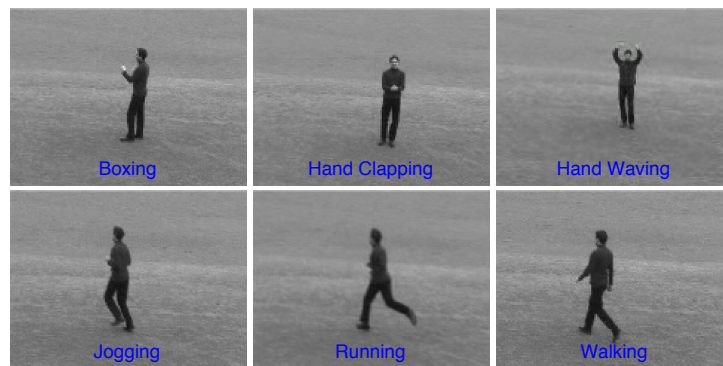 Boxing
Hand Clapping
Hand Waving
Jogging
Running
Walking